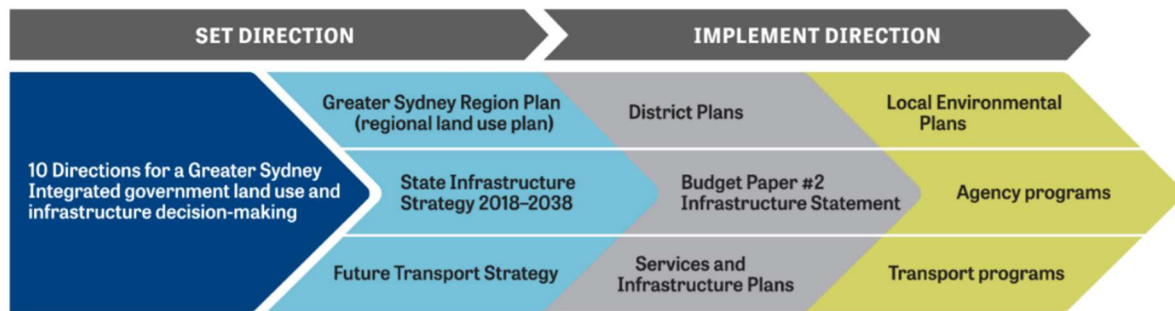 SET DIRECTION
IMPLEMENT DIRECTION
10 Directions for a Greater Sydney
Integrated government land use and
infrastructure decision-making
Greater Sydney Region Plan
(regional land use plan)
District Plans
Local Environmental
Plans
State Infrastructure
Strategy 2018–2038
Budget Paper #2
Infrastructure Statement
Agency programs
Future Transport Strategy
Services and
Infrastructure Plans
Transport programs